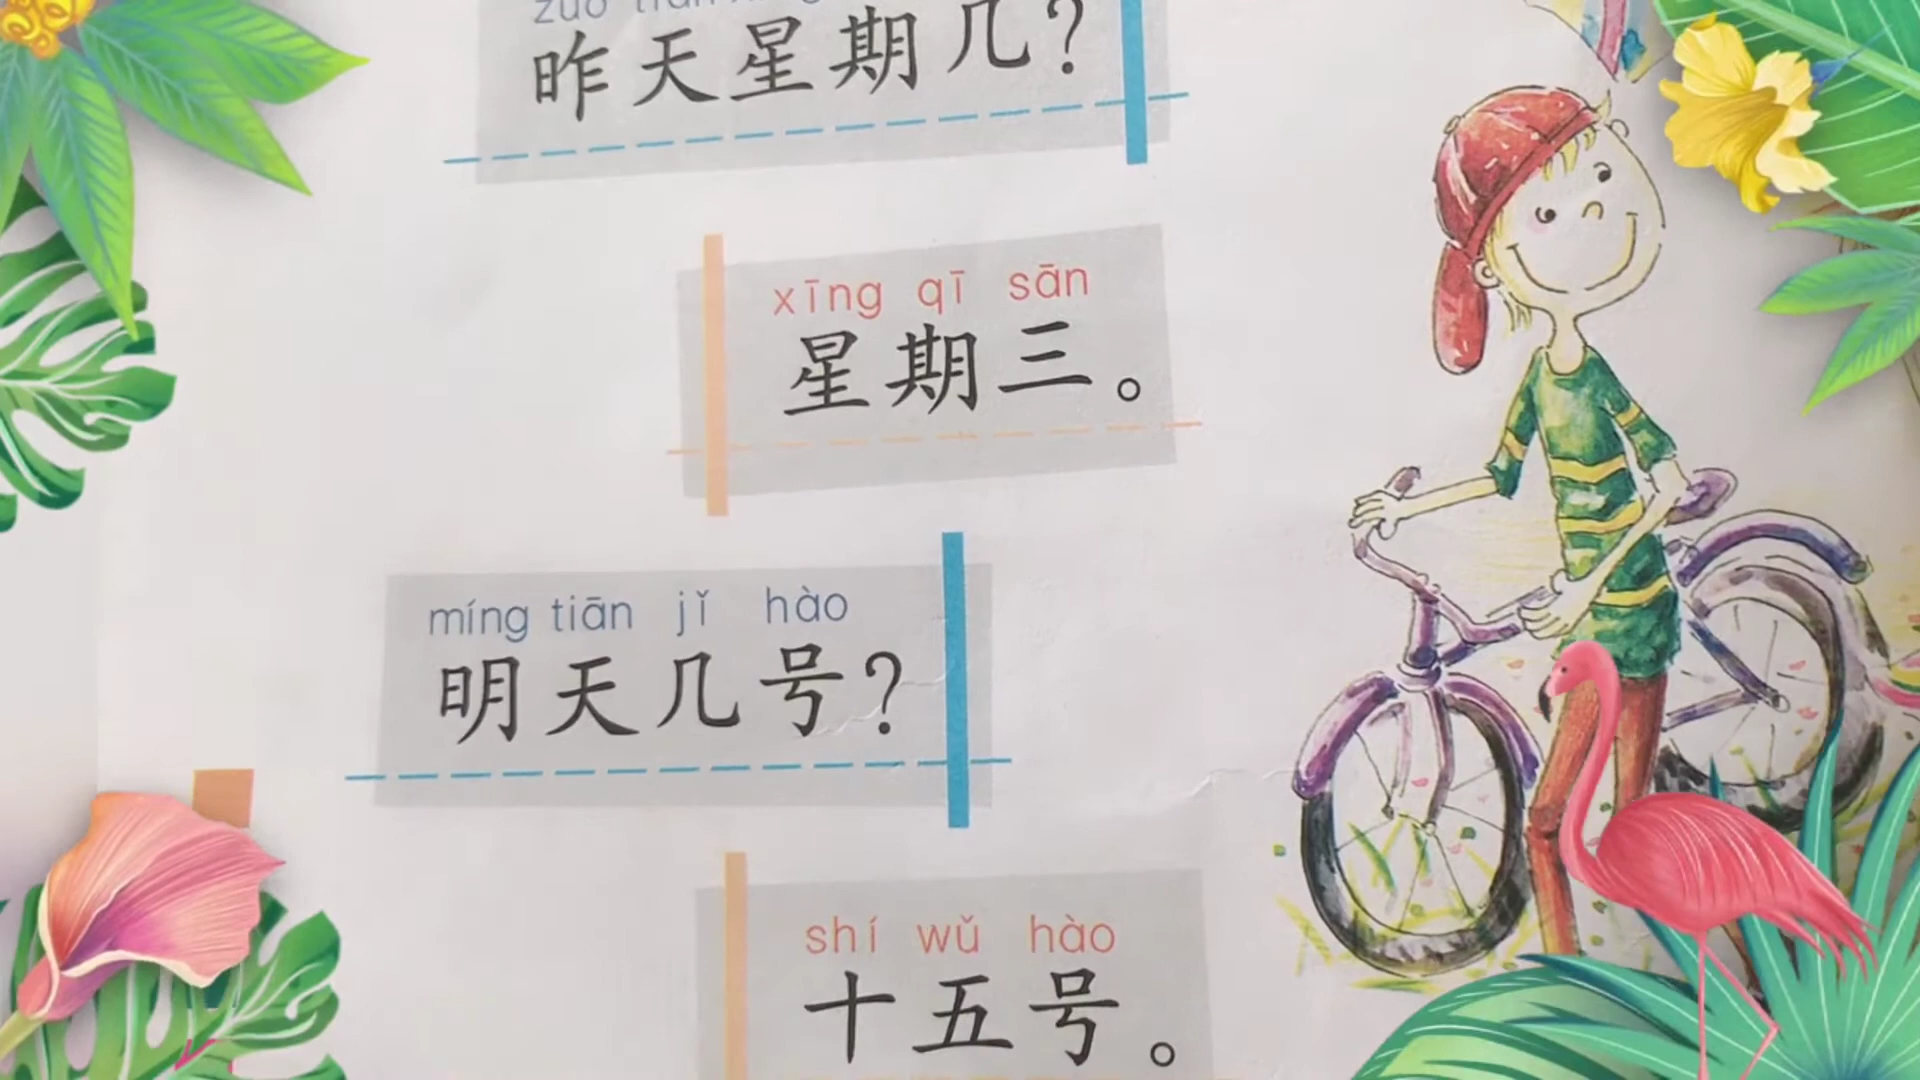 昨天星期几?
xīng qī sān
星期三。
míng tiān jǐ hào
明天几号?
shí wǔ hào
十五号。